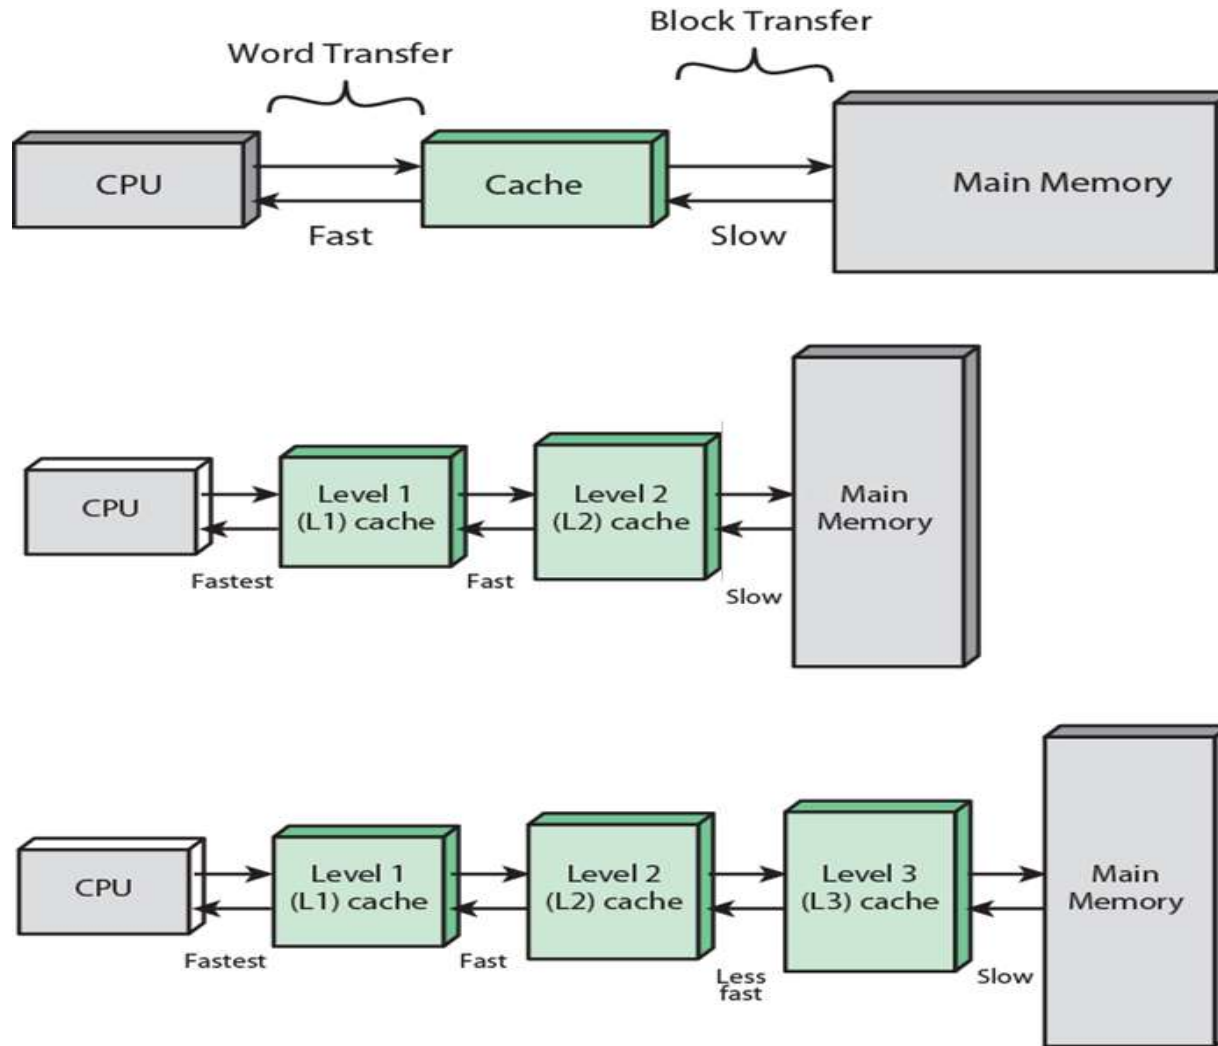 Block Transfer
Word Transfer
CPU
Cache
Main Memory
Fast
Slow
CPU
Level 1
(L1) cache
Level 2
(L2) cache
Main
Memory
Fastest
Fast
Slow
CPU
Level 1
(L1) cache
Level 2
(L2) cache
Level 3
(L3) cache
Main
Memory
Fastest
Fast
Less
fast
Slow